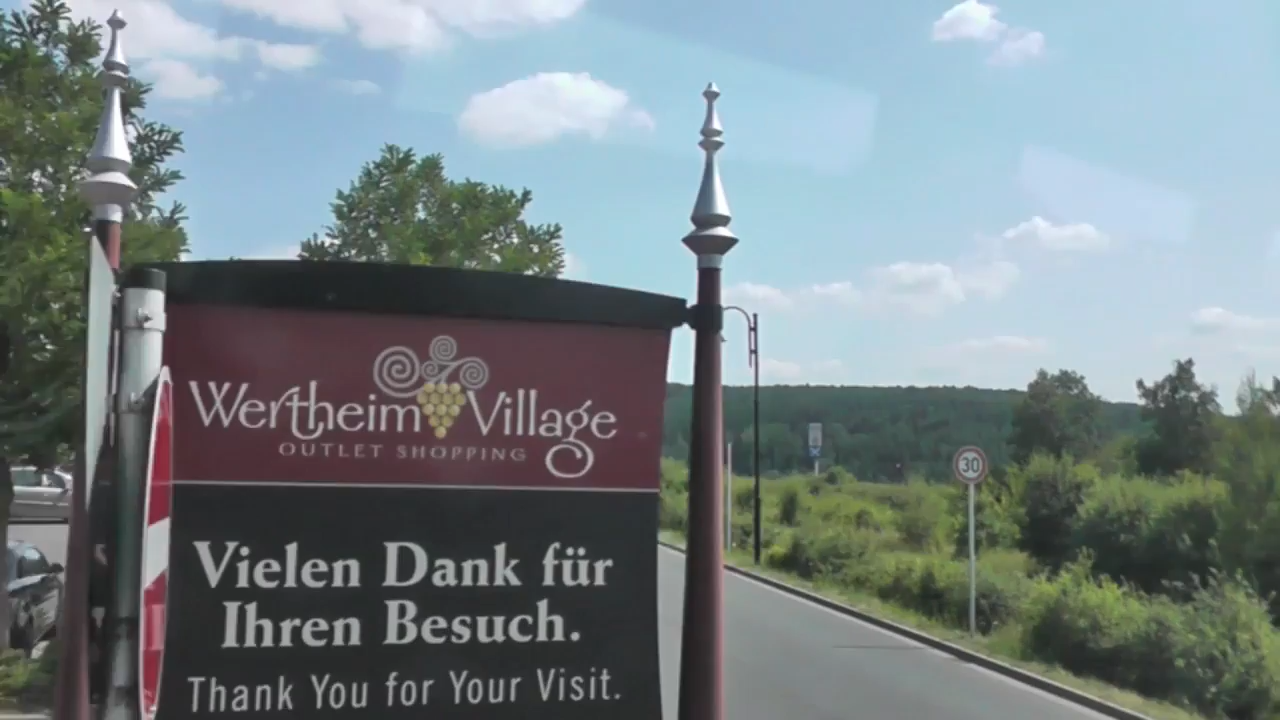 Wertheim Village
OUTLET SHOPPING
Vielen Dank für
Ihren Besuch.
Thank You for Your Visit.
30